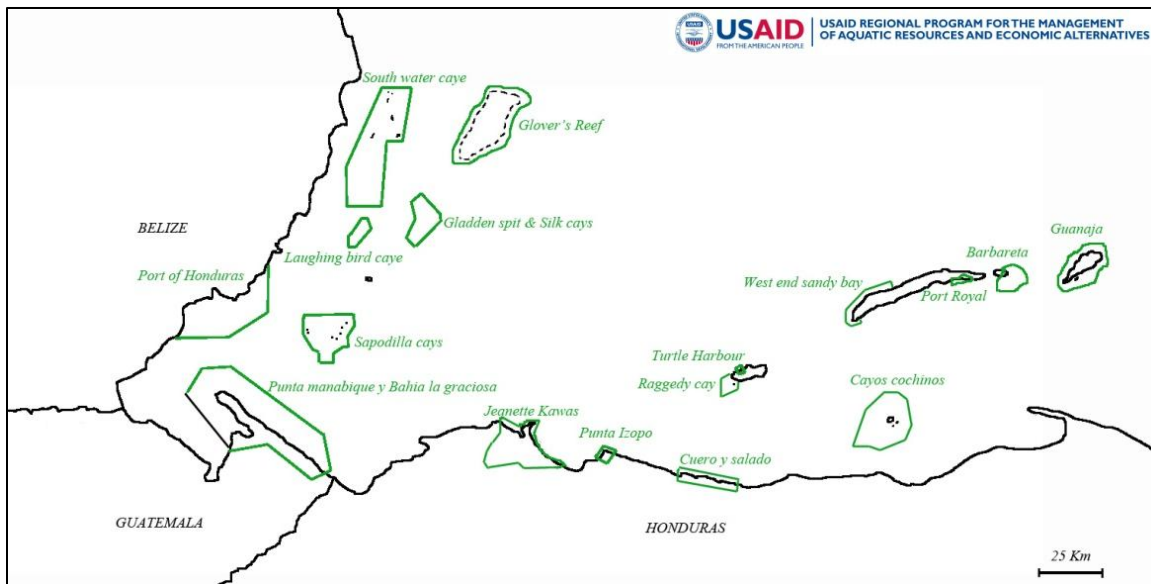 USAID
FROM THE AMERICAN PEOPLE
USAID REGIONAL PROGRAM FOR THE MANAGEMENT
OF AQUATIC RESOURCES AND ECONOMIC ALTERNATIVES
South water caye
Glover's Reef
BELIZE
Gladden spit & Silk cays
Laughing bird caye
Port of Honduras
Guanaja
Barbareta
West end sandy bay
Port Royal
Sapodilla cays
Turtle Harbour
Raggedy cay
Cayos cochinos
Punta manabique y Bahia la graciosa
Jeanette Kawas
Punta Izopo
Cuero y salado
GUATEMALA
HONDURAS
25 Km